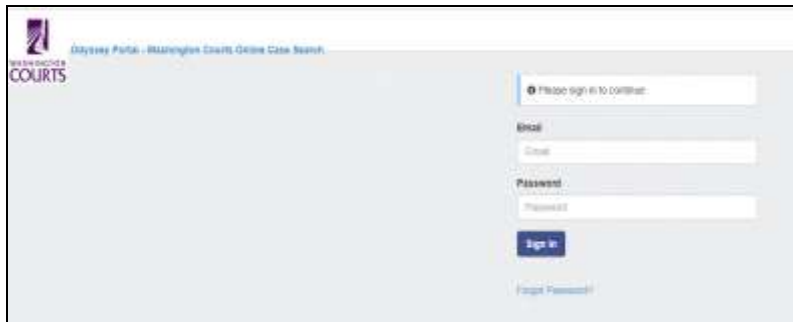 Odyssey Portal - Washington Courts Online Case Search
WASHINGTON
COURTS
Please sign in to continue
Email
Email
Password
Password
Sign In
Forgot Password?